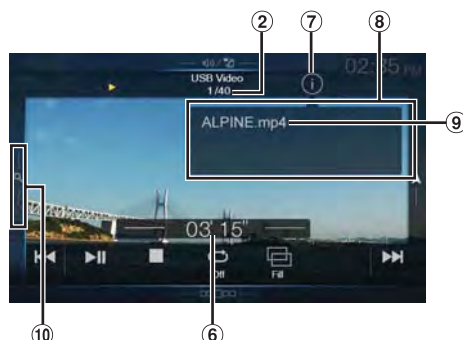 2
7
8
02:35 PM
USB Video
1/40
i
ALPINE.mp4
9
03'15"
Off
Fill
10
6